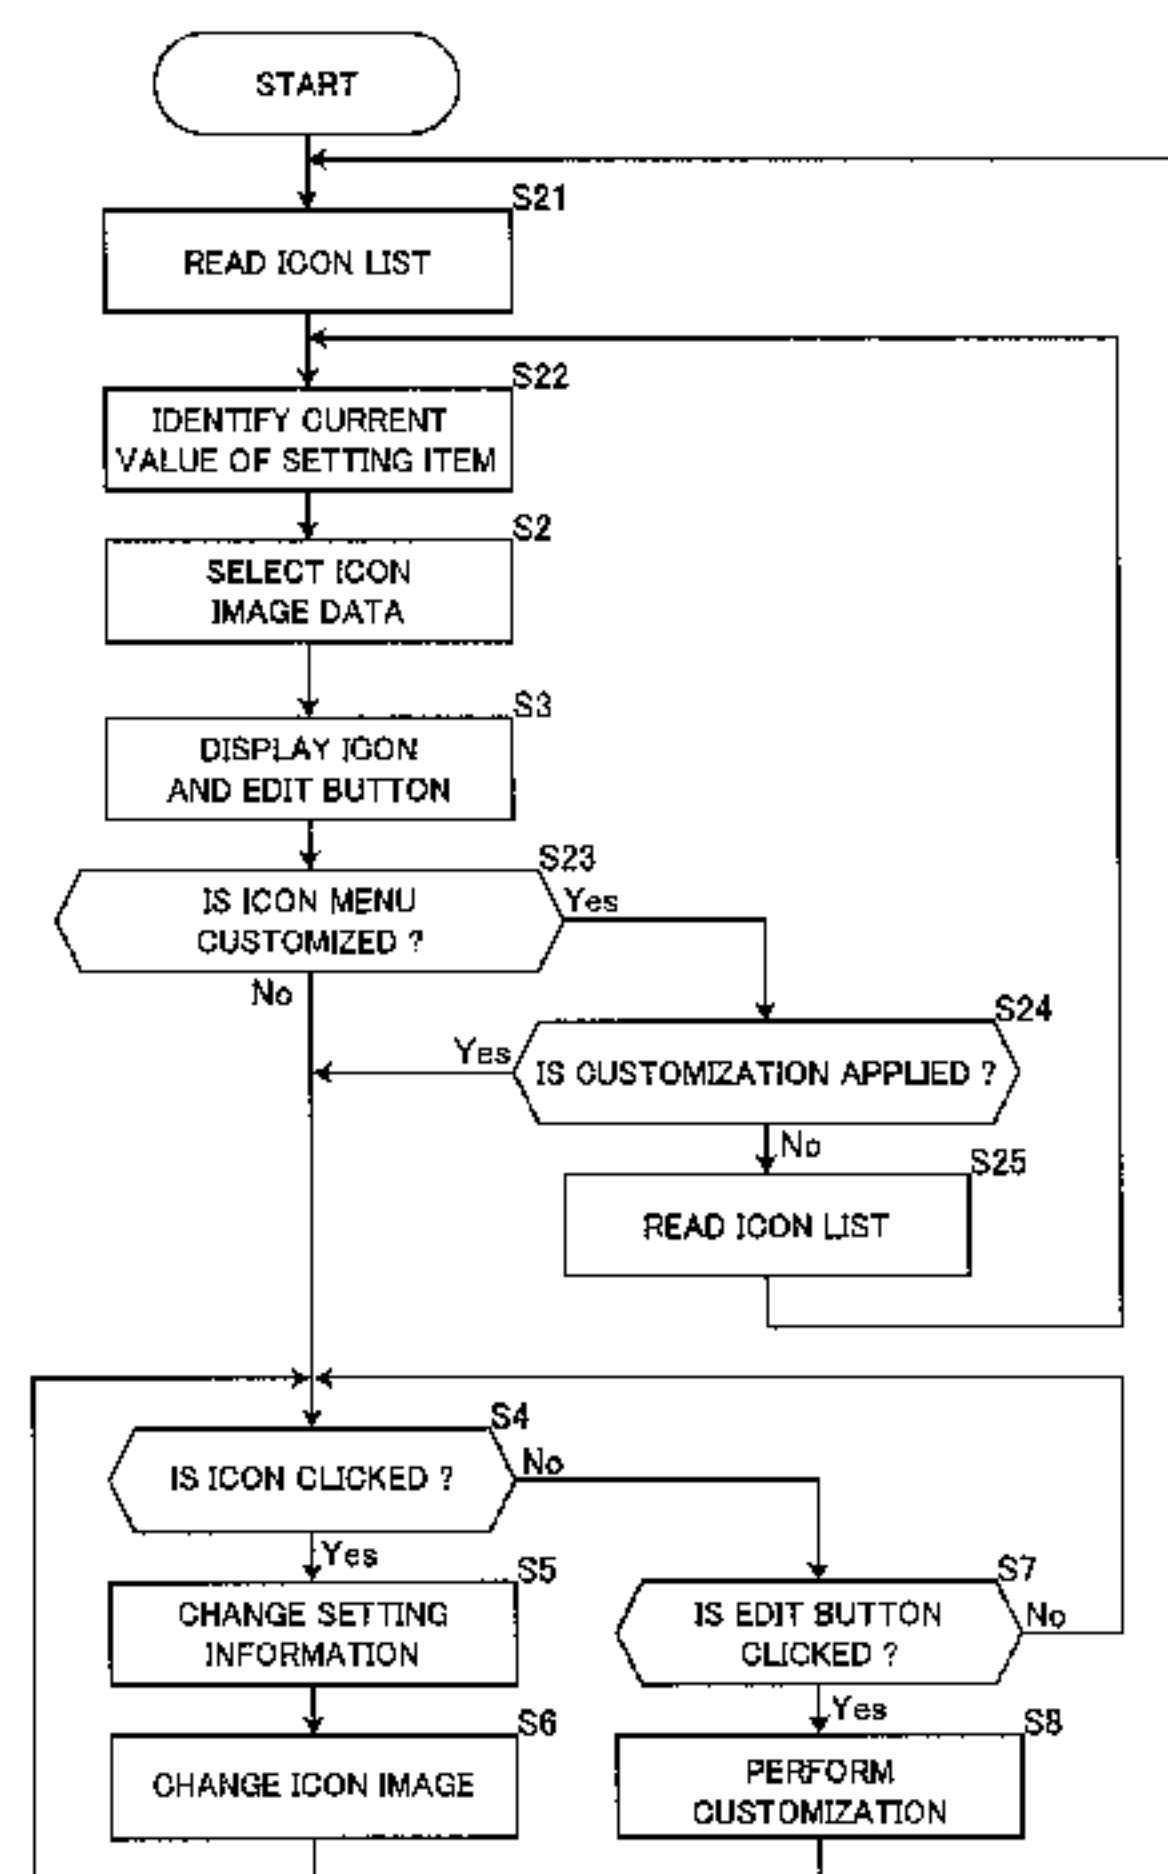 START
S21
READ ICON LIST
S22
IDENTIFY CURRENT
VALUE OF SETTING ITEM
S2
SELECT ICON
IMAGE DATA
S3
DISPLAY ICON
AND EDIT BUTTON
S23
IS ICON MENU
CUSTOMIZED ?
Yes
No
S24
Yes
IS CUSTOMIZATION APPLIED ?
No
S25
READ ICON LIST
S4
IS ICON CLICKED ?
No
Yes
S5
CHANGE SETTING
INFORMATION
S7
IS EDIT BUTTON
CLICKED ?
No
Yes
S6
CHANGE ICON IMAGE
S8
PERFORM
CUSTOMIZATION